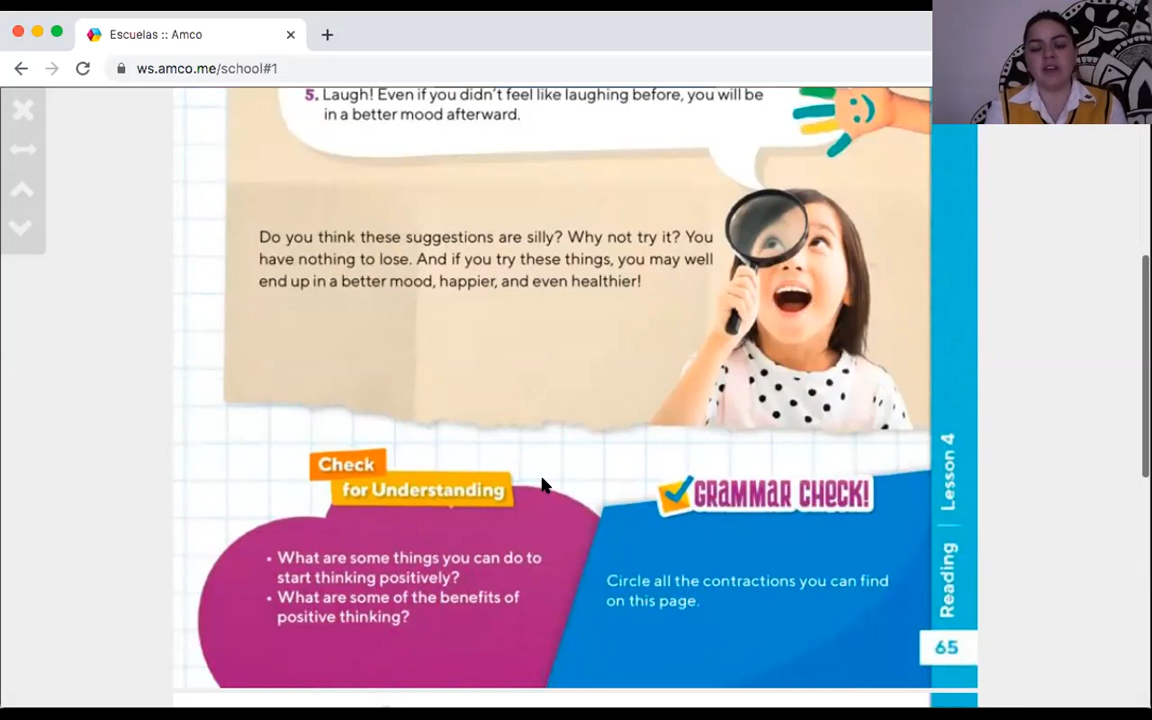 Escuelas :: Amco
ws.amco.me/school#1
5. Laugh! Even if you didn't feel like laughing before, you will be
in a better mood afterward.
Do you think these suggestions are silly? Why not try it? You
have nothing to lose. And if you try these things, you may well
end up in a better mood, happier, and even healthier!
Check
for Understanding
• What are some things you can do to
start thinking positively?
• What are some of the benefits of
positive thinking?
GRAMMAR CHECK!
Circle all the contractions you can find
on this page.
Reading | Lesson 4
65